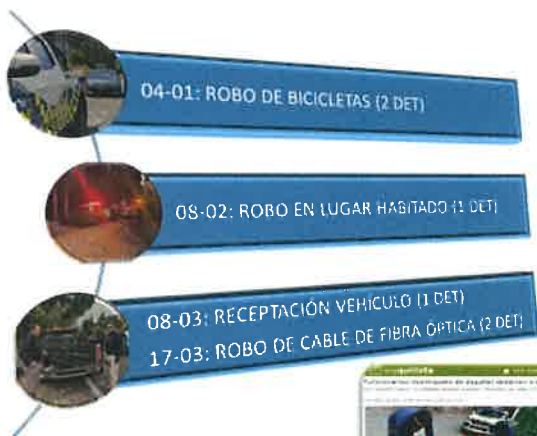 04-01: ROBO DE BICICLETAS (2 DET)
08-02: ROBO EN LUGAR HABITADO (1 DET)
08-03: RECEPTACIÓN VEHÍCULO (1 DET)
17-03: ROBO DE CABLE DE FIBRA ÓPTICA (2 DET)